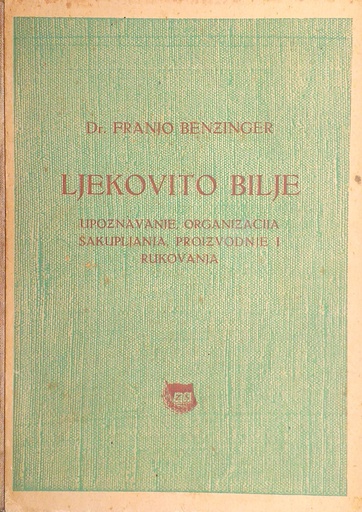 Dr. FRANJO BENZINGER
LJEKOVITO BILJE
UPOZNAVANJE, ORGANIZACIJA
SAKUPLJANJA, PROIZVODNJE I
RUKOVANJA